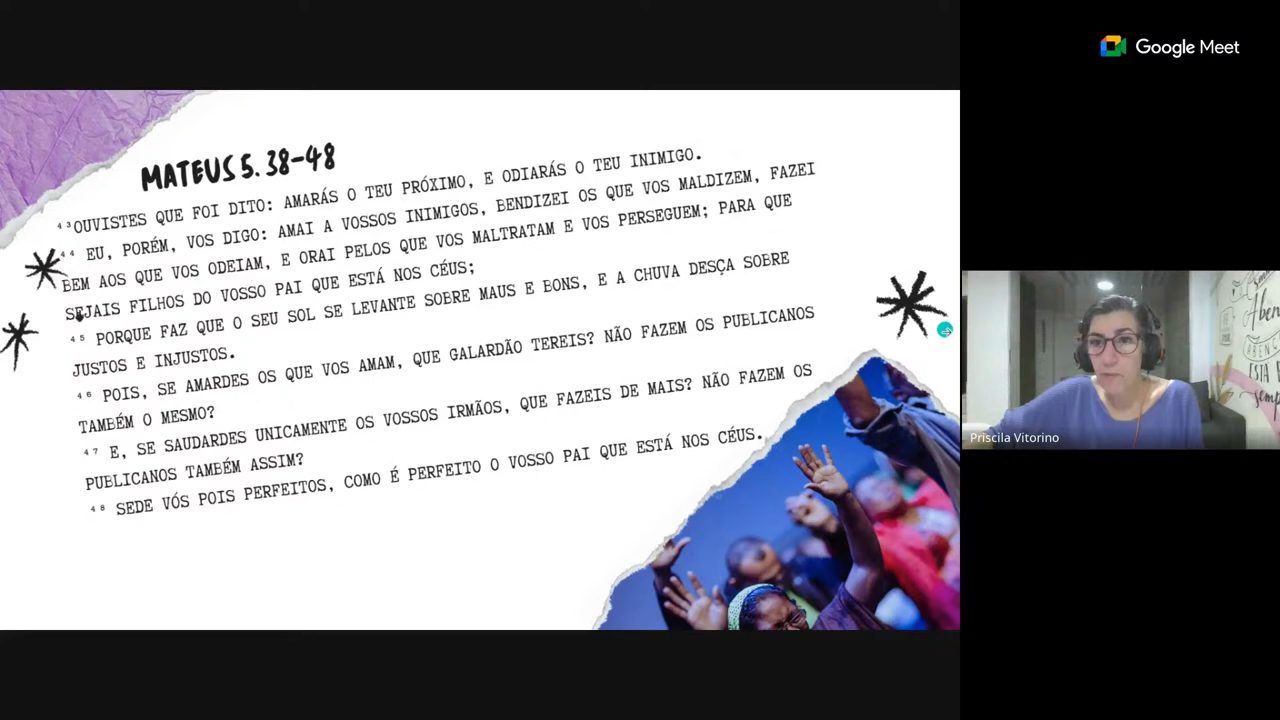 Google Meet
MATEUS 5. 38-48
⁴³OUVISTES QUE FOI DITO: AMARÁS O TEU PRÓXIMO, E ODIARÁS O TEU INIMIGO.
⁴⁴ EU, PORÉM, VOS DIGO: AMAI A VOSSOS INIMIGOS, BENDIZEI OS QUE VOS MALDIZEM, FAZEI
BEM AOS QUE VOS ODEIAM, E ORAI PELOS QUE VOS MALTRATAM E VOS PERSEGUEM; PARA QUE
SEJAIS FILHOS DO VOSSO PAI QUE ESTÁ NOS CÉUS;
⁴⁵ PORQUE FAZ QUE O SEU SOL SE LEVANTE SOBRE MAUS E BONS, E A CHUVA DESÇA SOBRE
JUSTOS E INJUSTOS.
⁴⁶ POIS, SE AMARDES OS QUE VOS AMAM, QUE GALARDÃO TEREIS? NÃO FAZEM OS PUBLICANOS
TAMBÉM O MESMO?
⁴⁷ E, SE SAUDARDES UNICAMENTE OS VOSSOS IRMÃOS, QUE FAZEIS DE MAIS? NÃO FAZEM OS
PUBLICANOS TAMBÉM ASSIM?
⁴⁸ SEDE VÓS POIS PERFEITOS, COMO É PERFEITO O VOSSO PAI QUE ESTÁ NOS CÉUS.
Priscila Vitorino